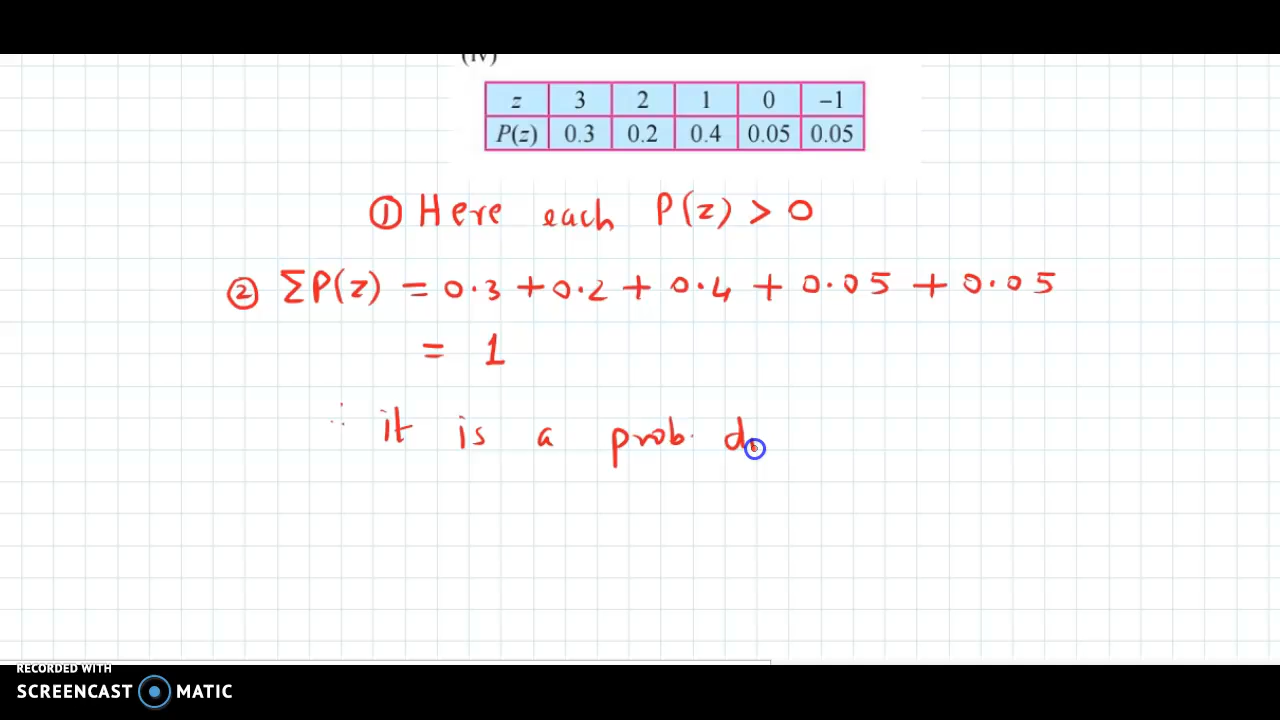 (iv)
z 3 2 1 0 −1
P(z) 0.3 0.2 0.4 0.05 0.05
① Here each P(z) > 0
② ΣP(z) = 0.3 + 0.2 + 0.4 + 0.05 + 0.05
= 1
∴ it is a prob. di
RECORDED WITH
SCREENCAST MATIC